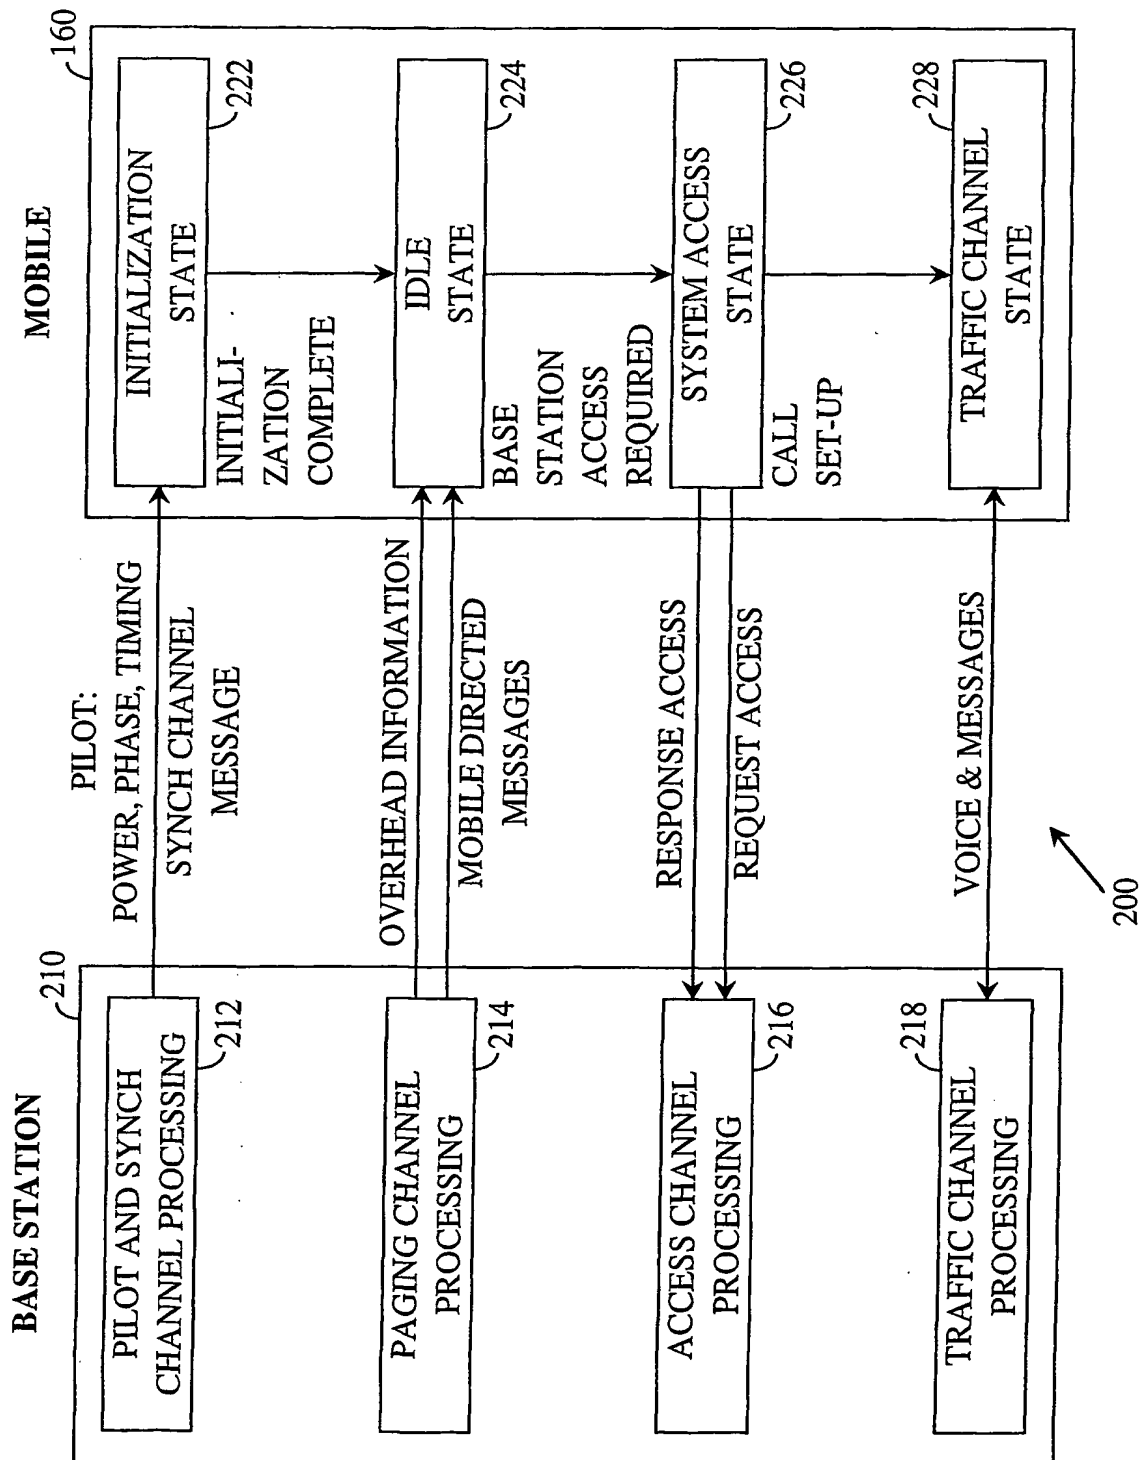 BASE STATION
MOBILE
210
160
PILOT AND SYNCH
CHANNEL PROCESSING
212
PILOT:
POWER, PHASE, TIMING
SYNCH CHANNEL
MESSAGE
INITIALIZATION
STATE
222
INITIALI-
ZATION
COMPLETE
PAGING CHANNEL
PROCESSING
214
OVERHEAD INFORMATION
MOBILE DIRECTED
MESSAGES
IDLE
STATE
224
BASE
STATION
ACCESS
REQUIRED
ACCESS CHANNEL
PROCESSING
216
RESPONSE ACCESS
REQUEST ACCESS
SYSTEM ACCESS
STATE
226
CALL
SET-UP
TRAFFIC CHANNEL
PROCESSING
218
VOICE & MESSAGES
TRAFFIC CHANNEL
STATE
228
200